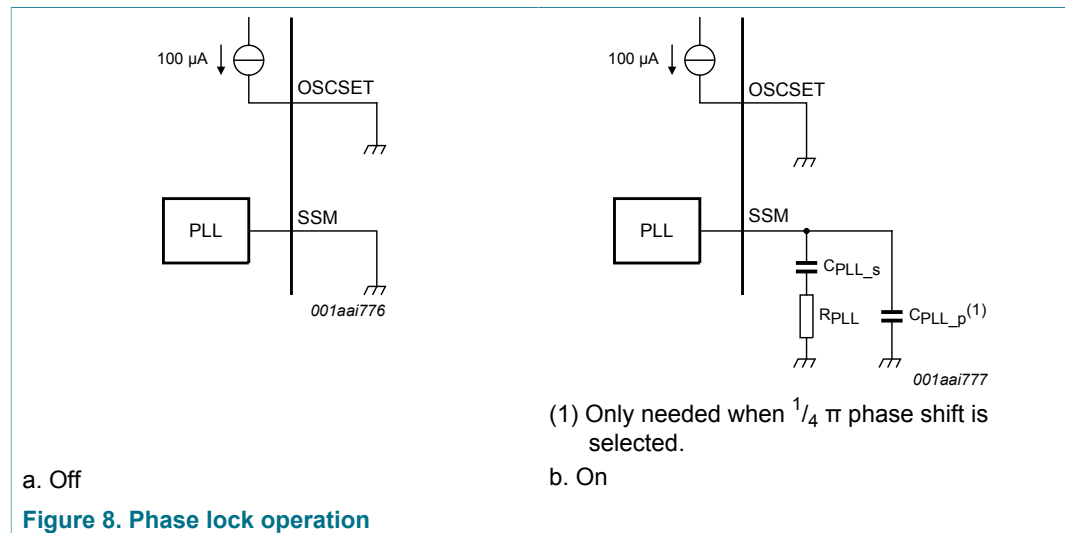 100 µA
OSCSET
PLL
SSM
001aai776
a. Off
100 µA
OSCSET
PLL
SSM
CPLL_s
RPLL
CPLL_p(1)
001aai777
(1) Only needed when 1/4 π phase shift is
selected.
b. On
Figure 8. Phase lock operation